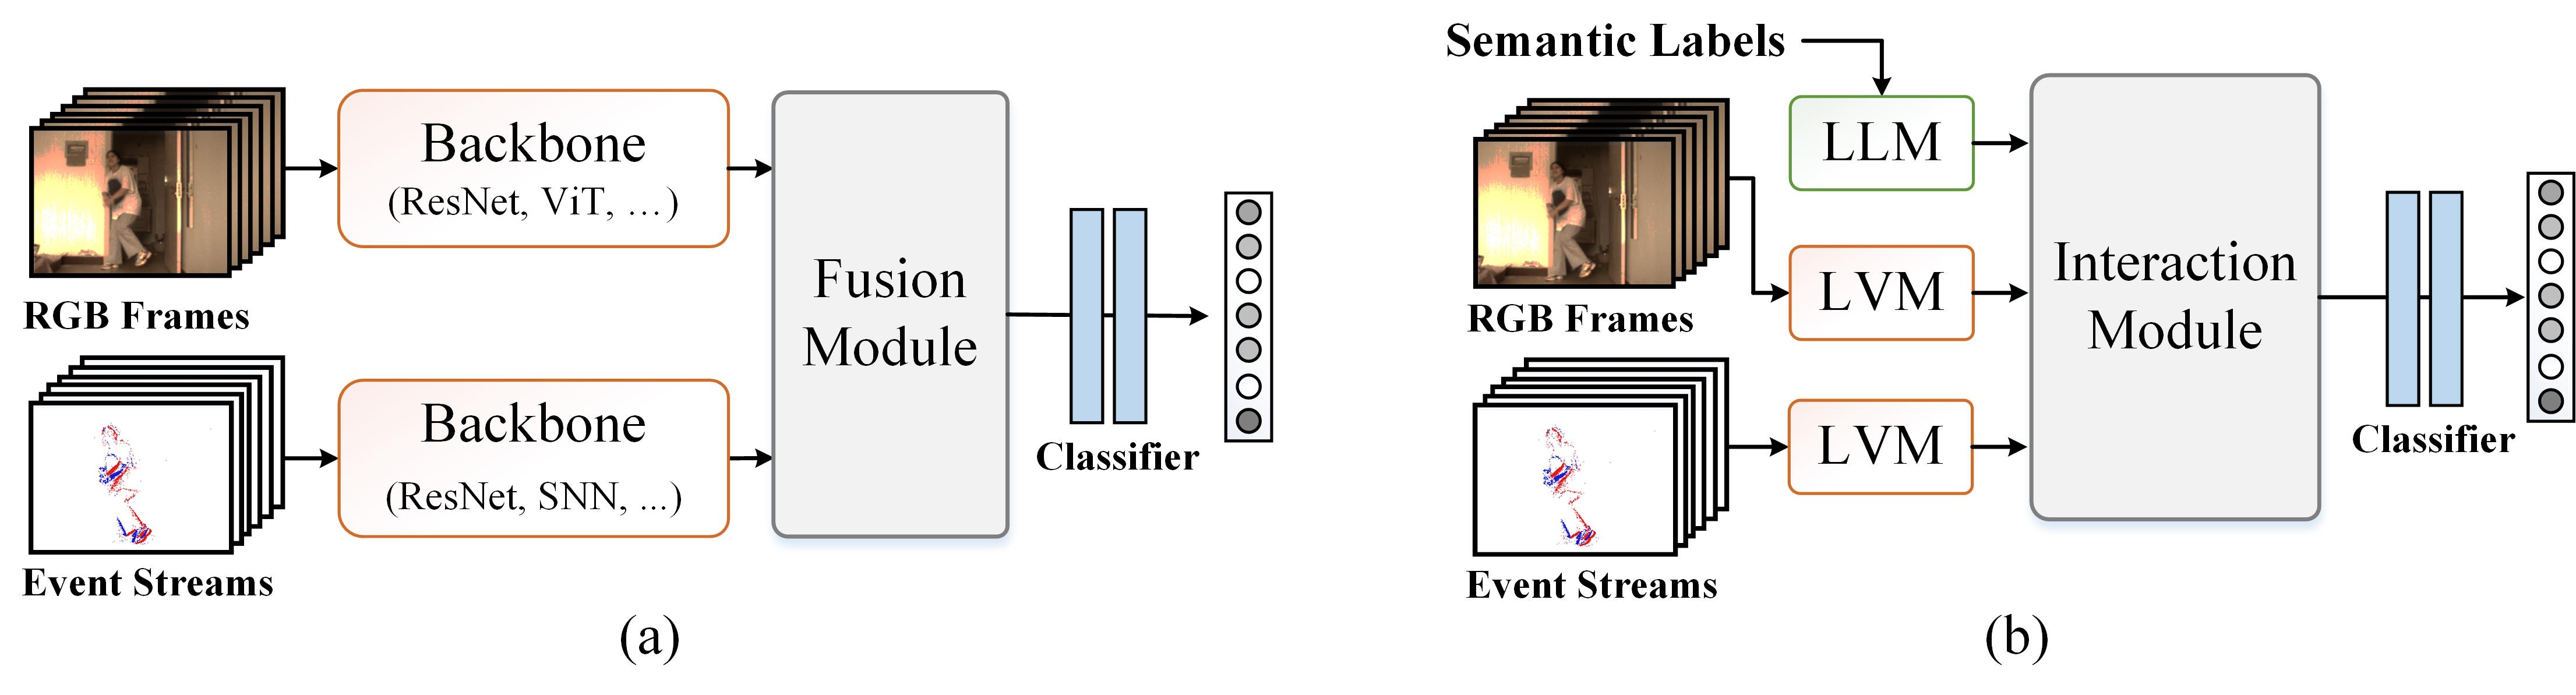 RGB Frames
Backbone
(ResNet, ViT, …)
Event Streams
Backbone
(ResNet, SNN, ...)
Fusion
Module
Classifier
(a)
Semantic Labels
LLM
RGB Frames
LVM
Event Streams
LVM
Interaction
Module
Classifier
(b)